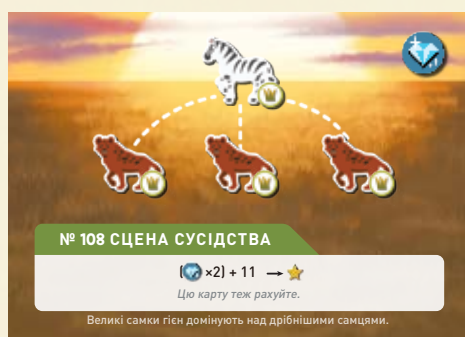 № 108 СЦЕНА СУСІДСТВА
( ×2) + 11 →
Цю карту теж рахуйте.
Великі самки гієн домінують над дрібнішими самцями.